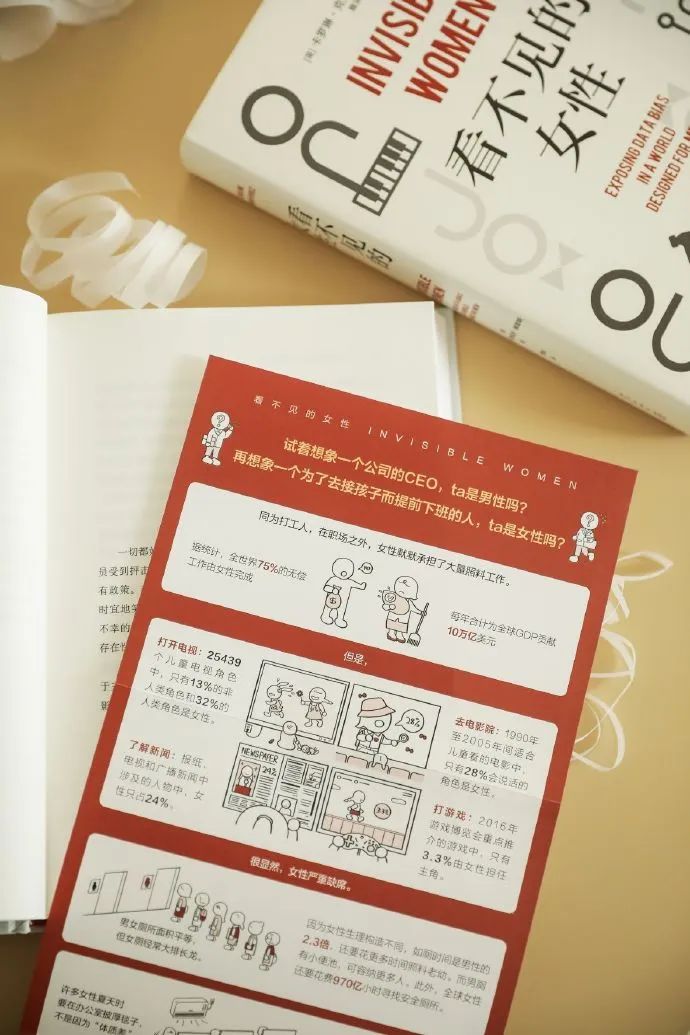 INVISIB
WOMEN
看不见的
女性
EXPOSING DATA BIAS
IN A WORLD
DESIGNED FOR M
看不见的
一切都
员受到抨击
有政策。
时宜地
不幸的
存在
于
看不见的女性 INVISIBLE WOMEN
试着想象一个公司的CEO，ta是男性吗？
再想象一个为了去接孩子而提前下班的人，ta是女性吗？
同为打工人，在职场之外，女性默默承担了大量照料工作。
据统计，全世界75%的无偿
工作由女性完成
每年合计为全球GDP贡献
10万亿美元
但是，
打开电视：25439
个儿童电视角色
中，只有13%的非
人类角色和32%的
人类角色是女性。
28%
去电影院：1990年
至2005年间适合
儿童看的电影中，
只有28%会说话的
角色是女性。
了解新闻：报纸、
电视和广播新闻中
涉及的人物中，女
性只占24%。
NEWSPAPER
24%
3.3%
打游戏：2016年
游戏博览会重点推
介的游戏中，只有
3.3%由女性担任
主角。
很显然，女性严重缺席。
男女厕所面积平等，
但女厕经常大排长龙。
因为女性生理构造不同，如厕时间是男性的
2.3倍，还要花更多时间照料老幼。而男厕
有小便池，可容纳更多人。此外，全球女性
还要花费970亿小时寻找安全厕所。
许多女性夏天时
要在办公室披厚毯子，
不是因为“体质差”